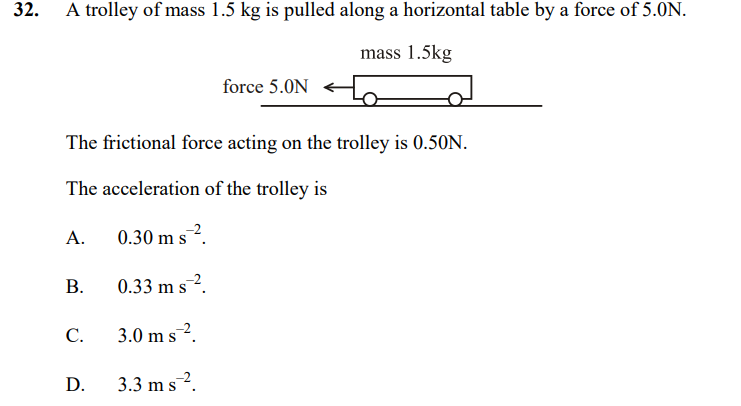 32. A trolley of mass 1.5 kg is pulled along a horizontal table by a force of 5.0N.
mass 1.5kg
force 5.0N
The frictional force acting on the trolley is 0.50N.
The acceleration of the trolley is
A. 0.30 m s⁻².
B. 0.33 m s⁻².
C. 3.0 m s⁻².
D. 3.3 m s⁻².